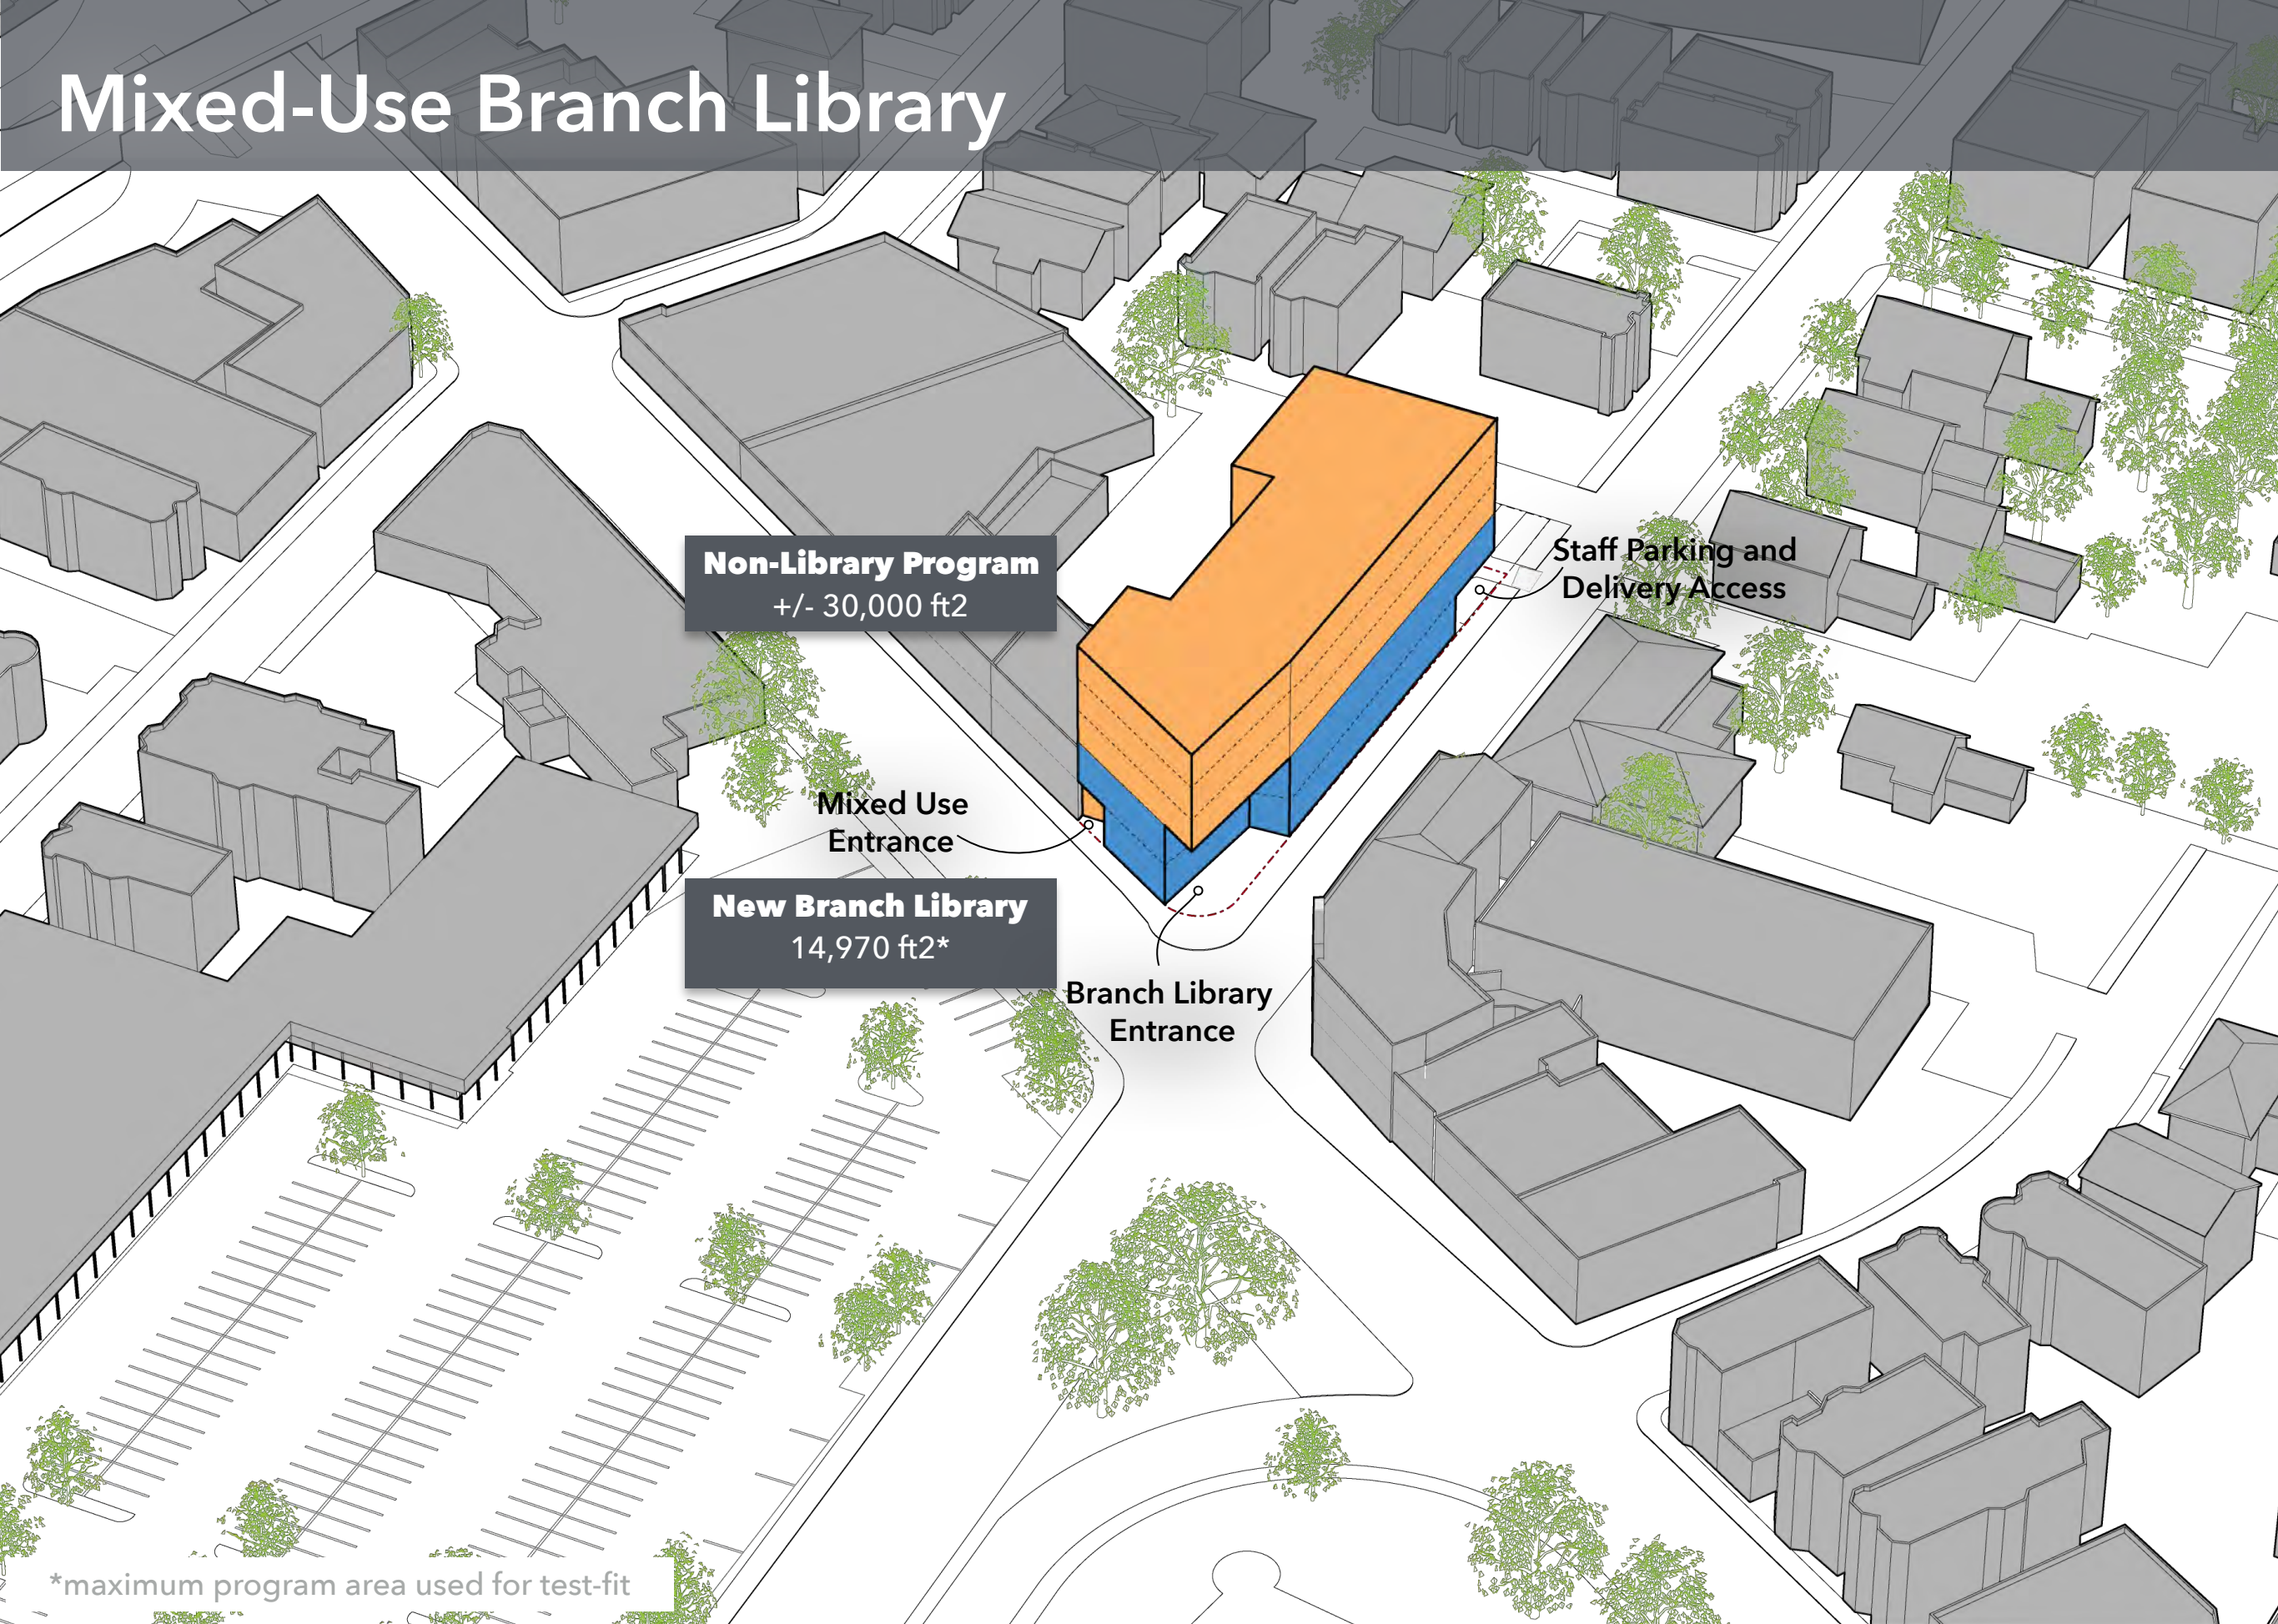 Mixed-Use Branch Library
Non-Library Program
+/- 30,000 ft2
Staff Parking and
Delivery Access
Mixed Use
Entrance
New Branch Library
14,970 ft2*
Branch Library
Entrance
*maximum program area used for test-fit